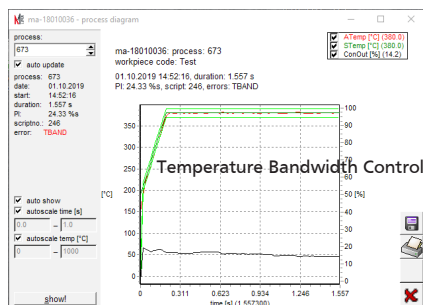 ma-18010036 - process diagram
process:
673
auto update
process: 673
date: 01.10.2019
start: 14:52:16
duration: 1.557 s
PI: 24.33 %s
scriptno.: 246
error: TBAND
auto show
autoscale time [s]
0.0 – 1.0
autoscale temp [°C]
0 – 1000
show!
ma-18010036: process: 673
workpiece code: Test
01.10.2019 14:52:16, duration: 1.557 s
PI: 24.33 %s, script: 246, errors: TBAND
ATemp [°C] (380.0)
STemp [°C] (380.0)
ConOut [%] (14.2)
Temperature Bandwidth Control
[°C]
350
300
250
200
150
100
50
0
100
90
80
70
60
50 [%]
40
30
20
10
0
0 0.311 0.623 0.934 1.246 1.557
time [s] (1.557300)